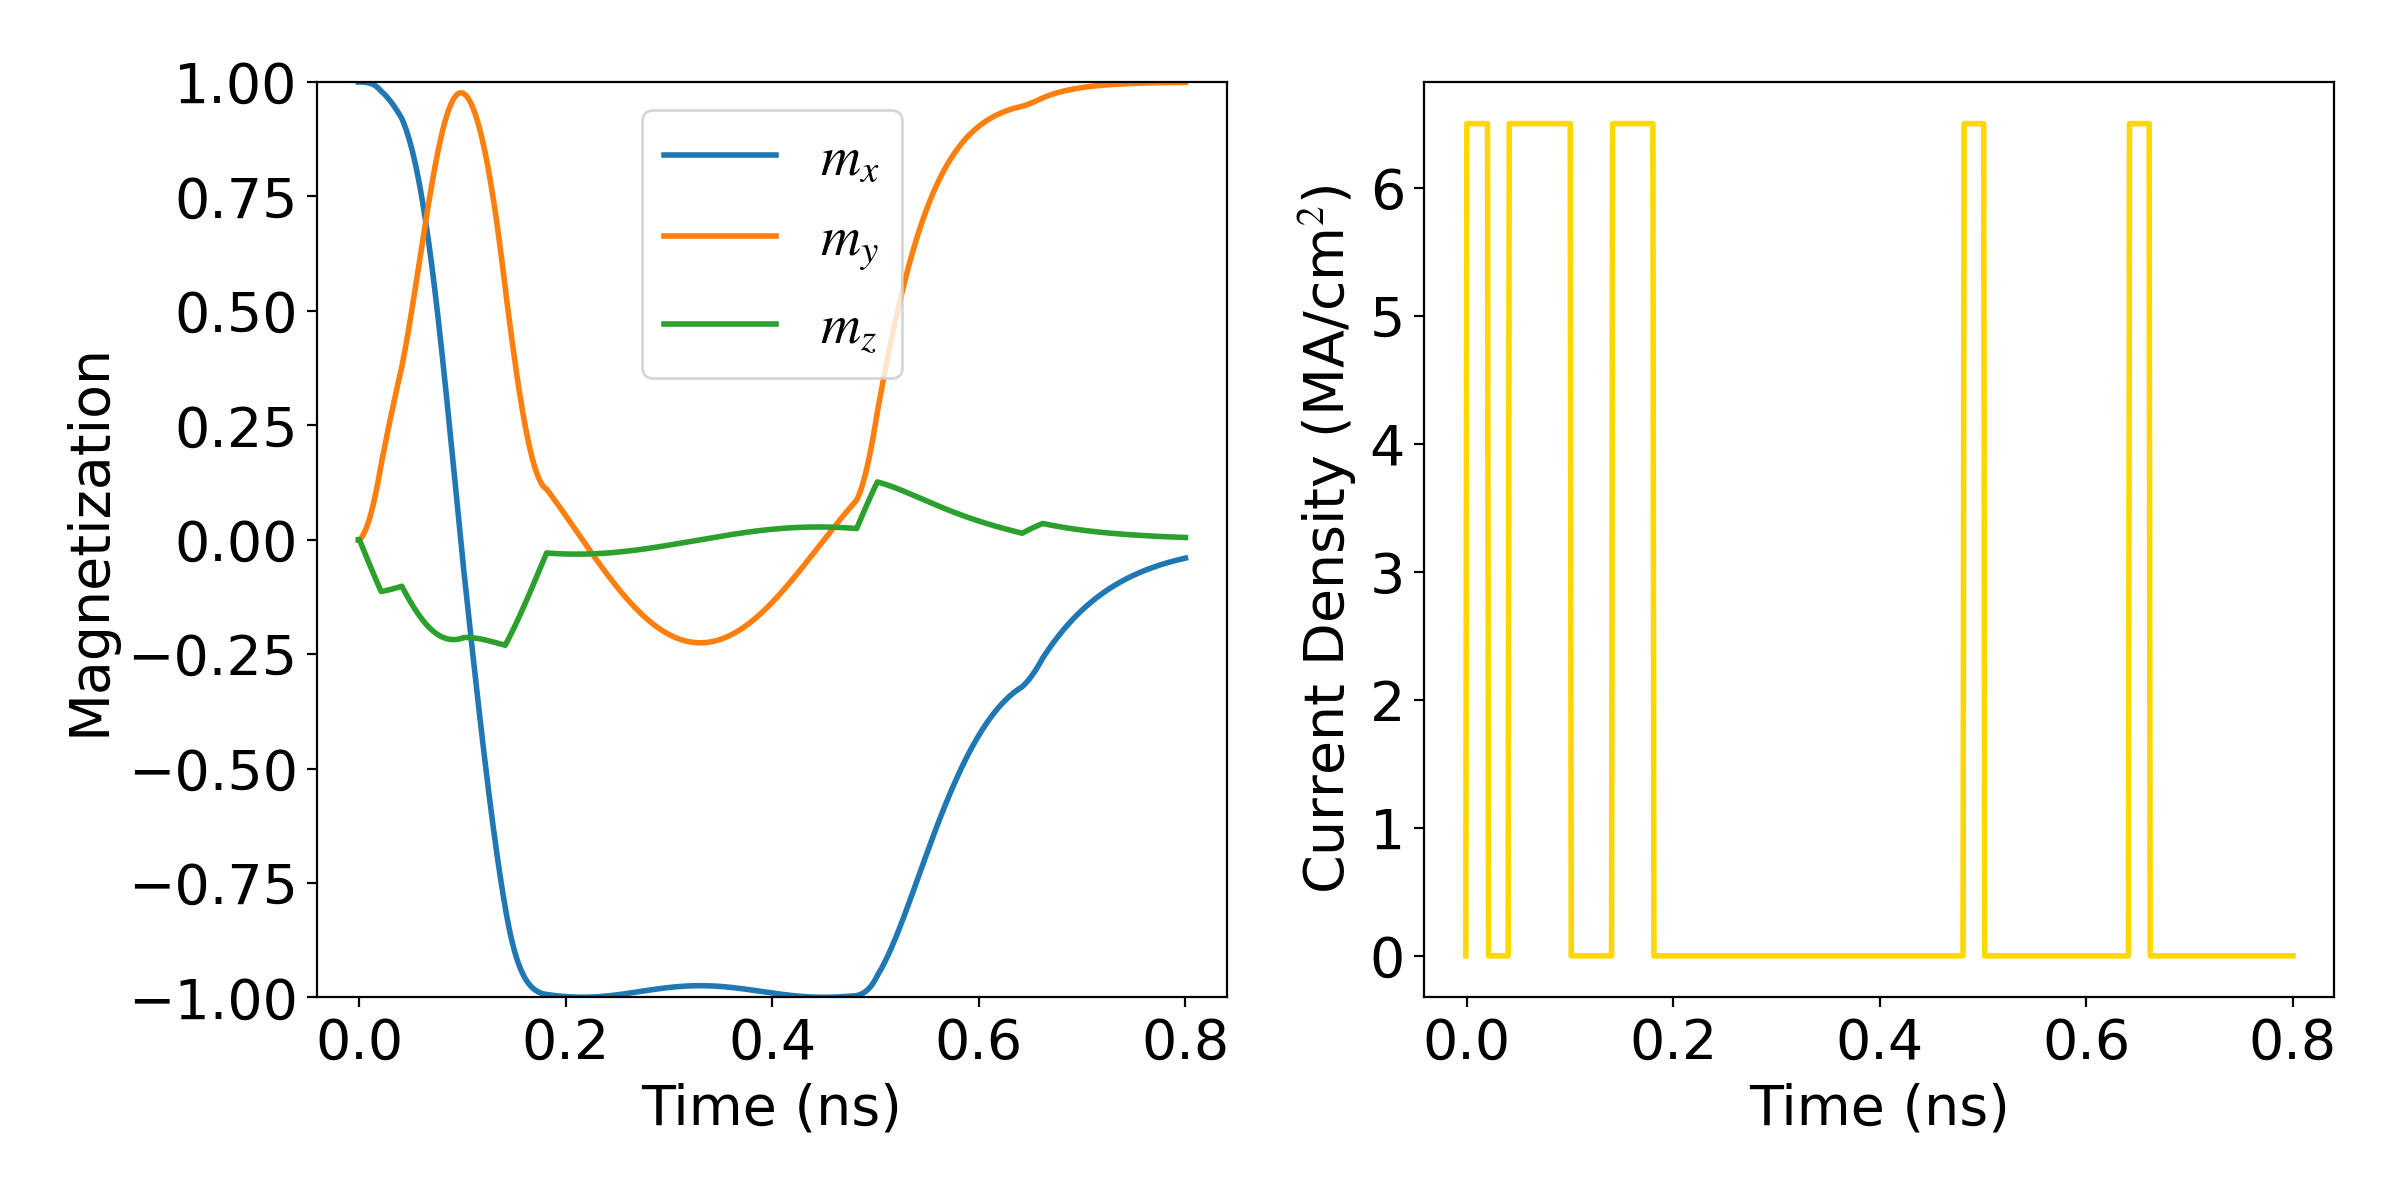 Magnetization
1.00
0.75
0.50
0.25
0.00
−0.25
−0.50
−0.75
−1.00
0.0 0.2 0.4 0.6 0.8
Time (ns)
m_x
m_y
m_z
Current Density (MA/cm²)
6
5
4
3
2
1
0
0.0 0.2 0.4 0.6 0.8
Time (ns)